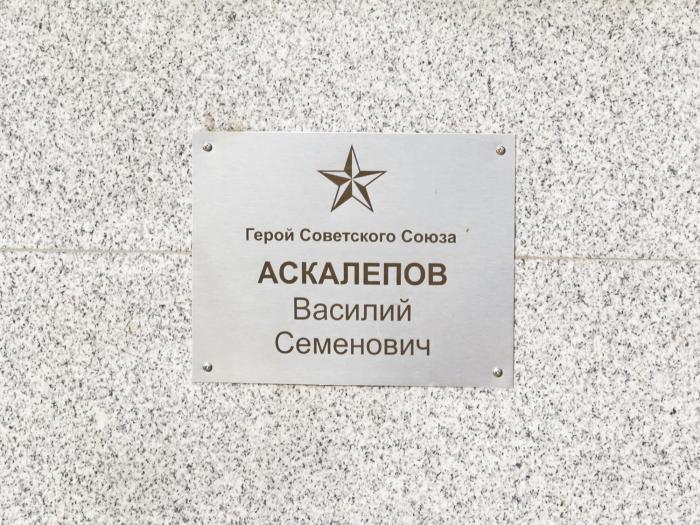 Герой Советского Союза
АСКАЛЕПОВ
Василий
Семенович